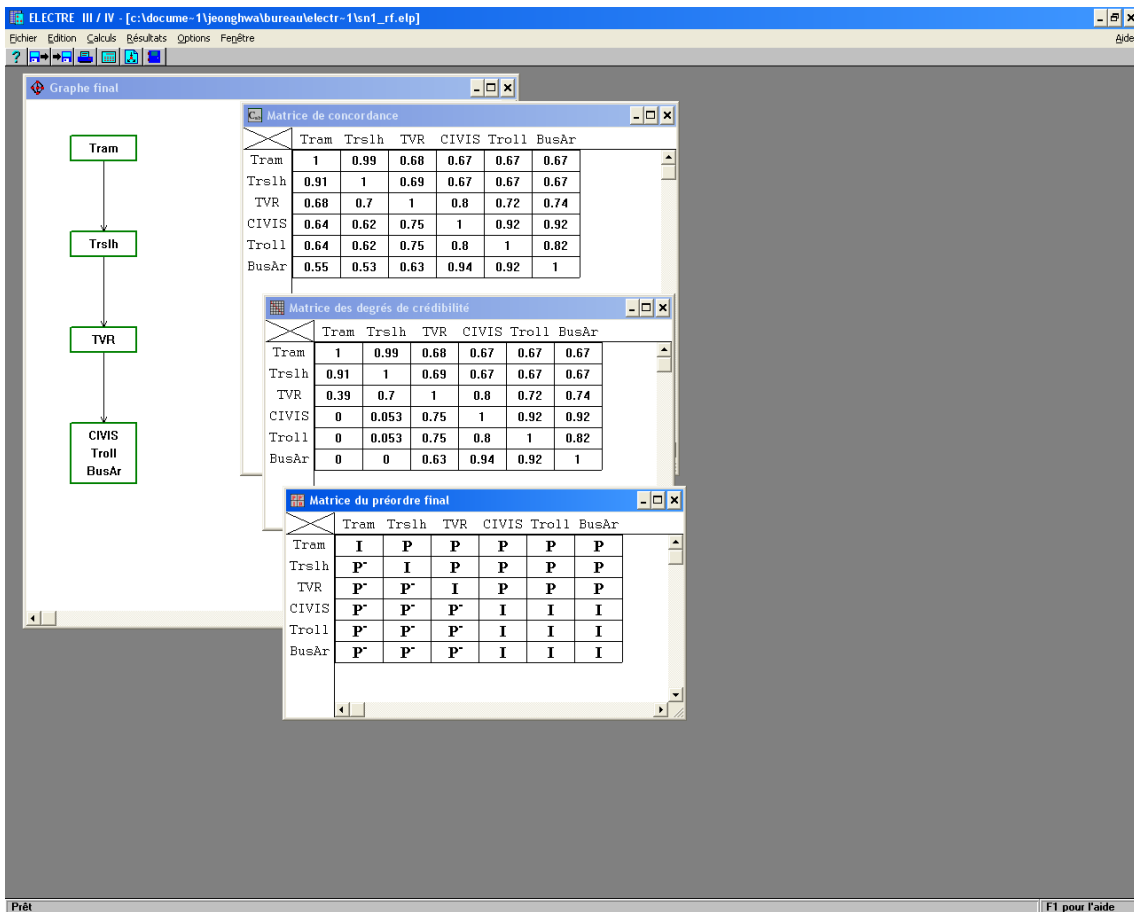 ELECTRE III / IV - [c:\docume~1\jeonghwa\bureau\electr~1\sn1_rf.elp]
Fichier Edition Calculs Résultats Options Fenêtre Aide
?
Graphe final
Tram
Trslh
TVR
CIVIS
Troll
BusAr
Matrice de concordance
Tram Trslh TVR CIVIS Troll BusAr
Tram 1 0.99 0.68 0.67 0.67 0.67
Trslh 0.91 1 0.69 0.67 0.67 0.67
TVR 0.68 0.7 1 0.8 0.72 0.74
CIVIS 0.64 0.62 0.75 1 0.92 0.92
Troll 0.64 0.62 0.75 0.8 1 0.82
BusAr 0.55 0.53 0.63 0.94 0.92 1
Matrice des degrés de crédibilité
Tram Trslh TVR CIVIS Troll BusAr
Tram 1 0.99 0.68 0.67 0.67 0.67
Trslh 0.91 1 0.69 0.67 0.67 0.67
TVR 0.39 0.7 1 0.8 0.72 0.74
CIVIS 0 0.053 0.75 1 0.92 0.92
Troll 0 0.053 0.75 0.8 1 0.82
BusAr 0 0 0.63 0.94 0.92 1
Matrice du préordre final
Tram Trslh TVR CIVIS Troll BusAr
Tram I P P P P P
Trslh P⁻ I P P P P
TVR P⁻ P⁻ I P P P
CIVIS P⁻ P⁻ P⁻ I I I
Troll P⁻ P⁻ P⁻ I I I
BusAr P⁻ P⁻ P⁻ I I I
Prêt F1 pour l'aide